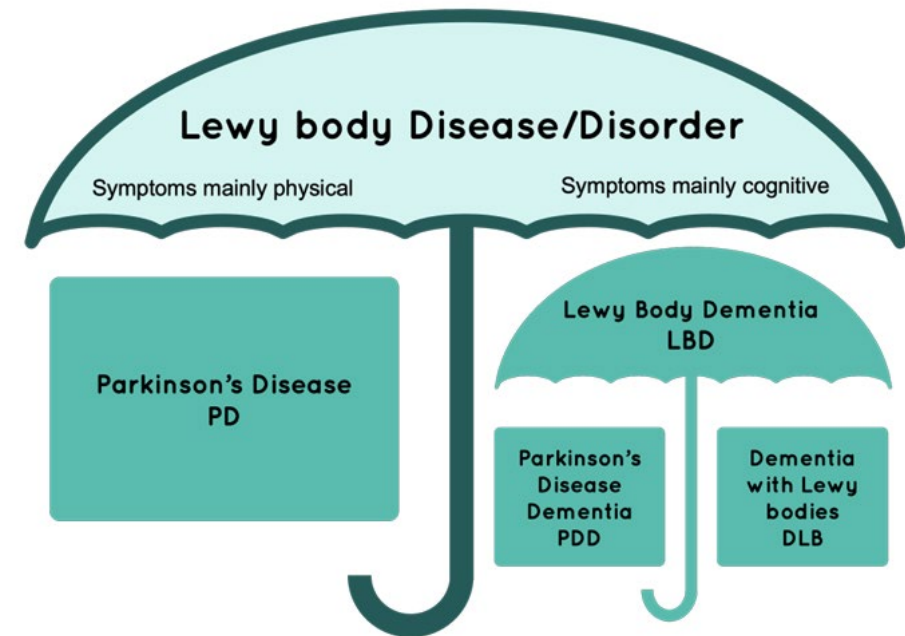 Lewy body Disease/Disorder
Symptoms mainly physical
Symptoms mainly cognitive
Parkinson's Disease
PD
Lewy Body Dementia
LBD
Parkinson's
Disease
Dementia
PDD
Dementia
with Lewy
bodies
DLB